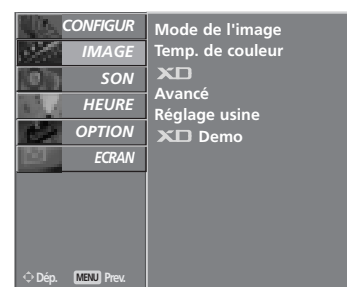 CONFIGUR
IMAGE
SON
HEURE
OPTION
ECRAN
Dép. MENU Prev.
Mode de l'image
Temp. de couleur
XD
Avancé
Réglage usine
XD Demo